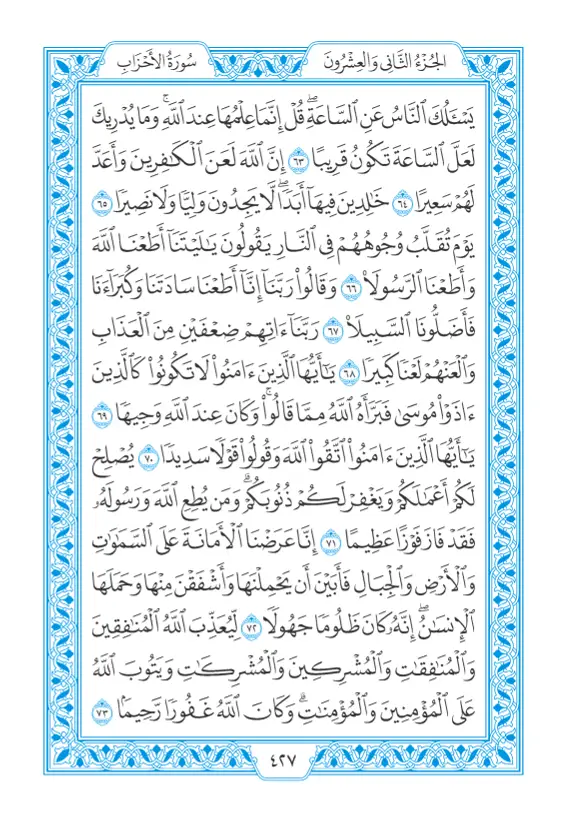 الجُزْءُ الثَّانِي وَالعِشْرُونَ
سُورَةُ الأَحْزَابِ
يَسْـَٔلُكَ ٱلنَّاسُ عَنِ ٱلسَّاعَةِۖ قُلْ إِنَّمَا عِلْمُهَا عِندَ ٱللَّهِۚ وَمَا يُدْرِيكَ
لَعَلَّ ٱلسَّاعَةَ تَكُونُ قَرِيبًا ٦٣ إِنَّ ٱللَّهَ لَعَنَ ٱلْكَٰفِرِينَ وَأَعَدَّ
لَهُمْ سَعِيرًا ٦٤ خَٰلِدِينَ فِيهَآ أَبَدًاۖ لَّا يَجِدُونَ وَلِيًّا وَلَا نَصِيرًا ٦٥
يَوْمَ تُقَلَّبُ وُجُوهُهُمْ فِى ٱلنَّارِ يَقُولُونَ يَٰلَيْتَنَآ أَطَعْنَا ٱللَّهَ
وَأَطَعْنَا ٱلرَّسُولَا۠ ٦٦ وَقَالُوا۟ رَبَّنَآ إِنَّآ أَطَعْنَا سَادَتَنَا وَكُبَرَآءَنَا
فَأَضَلُّونَا ٱلسَّبِيلَا۠ ٦٧ رَبَّنَآ ءَاتِهِمْ ضِعْفَيْنِ مِنَ ٱلْعَذَابِ
وَٱلْعَنْهُمْ لَعْنًا كَبِيرًا ٦٨ يَٰٓأَيُّهَا ٱلَّذِينَ ءَامَنُوا۟ لَا تَكُونُوا۟ كَٱلَّذِينَ
ءَاذَوْا۟ مُوسَىٰ فَبَرَّأَهُ ٱللَّهُ مِمَّا قَالُوا۟ۚ وَكَانَ عِندَ ٱللَّهِ وَجِيهًا ٦٩
يَٰٓأَيُّهَا ٱلَّذِينَ ءَامَنُوا۟ ٱتَّقُوا۟ ٱللَّهَ وَقُولُوا۟ قَوْلًا سَدِيدًا ٧٠ يُصْلِحْ
لَكُمْ أَعْمَٰلَكُمْ وَيَغْفِرْ لَكُمْ ذُنُوبَكُمْۗ وَمَن يُطِعِ ٱللَّهَ وَرَسُولَهُۥ
فَقَدْ فَازَ فَوْزًا عَظِيمًا ٧١ إِنَّا عَرَضْنَا ٱلْأَمَانَةَ عَلَى ٱلسَّمَٰوَٰتِ
وَٱلْأَرْضِ وَٱلْجِبَالِ فَأَبَيْنَ أَن يَحْمِلْنَهَا وَأَشْفَقْنَ مِنْهَا وَحَمَلَهَا
ٱلْإِنسَٰنُۖ إِنَّهُۥ كَانَ ظَلُومًا جَهُولًا ٧٢ لِّيُعَذِّبَ ٱللَّهُ ٱلْمُنَٰفِقِينَ
وَٱلْمُنَٰفِقَٰتِ وَٱلْمُشْرِكِينَ وَٱلْمُشْرِكَٰتِ وَيَتُوبَ ٱللَّهُ
عَلَى ٱلْمُؤْمِنِينَ وَٱلْمُؤْمِنَٰتِۗ وَكَانَ ٱللَّهُ غَفُورًا رَّحِيمًۢا ٧٣
٤٢٧